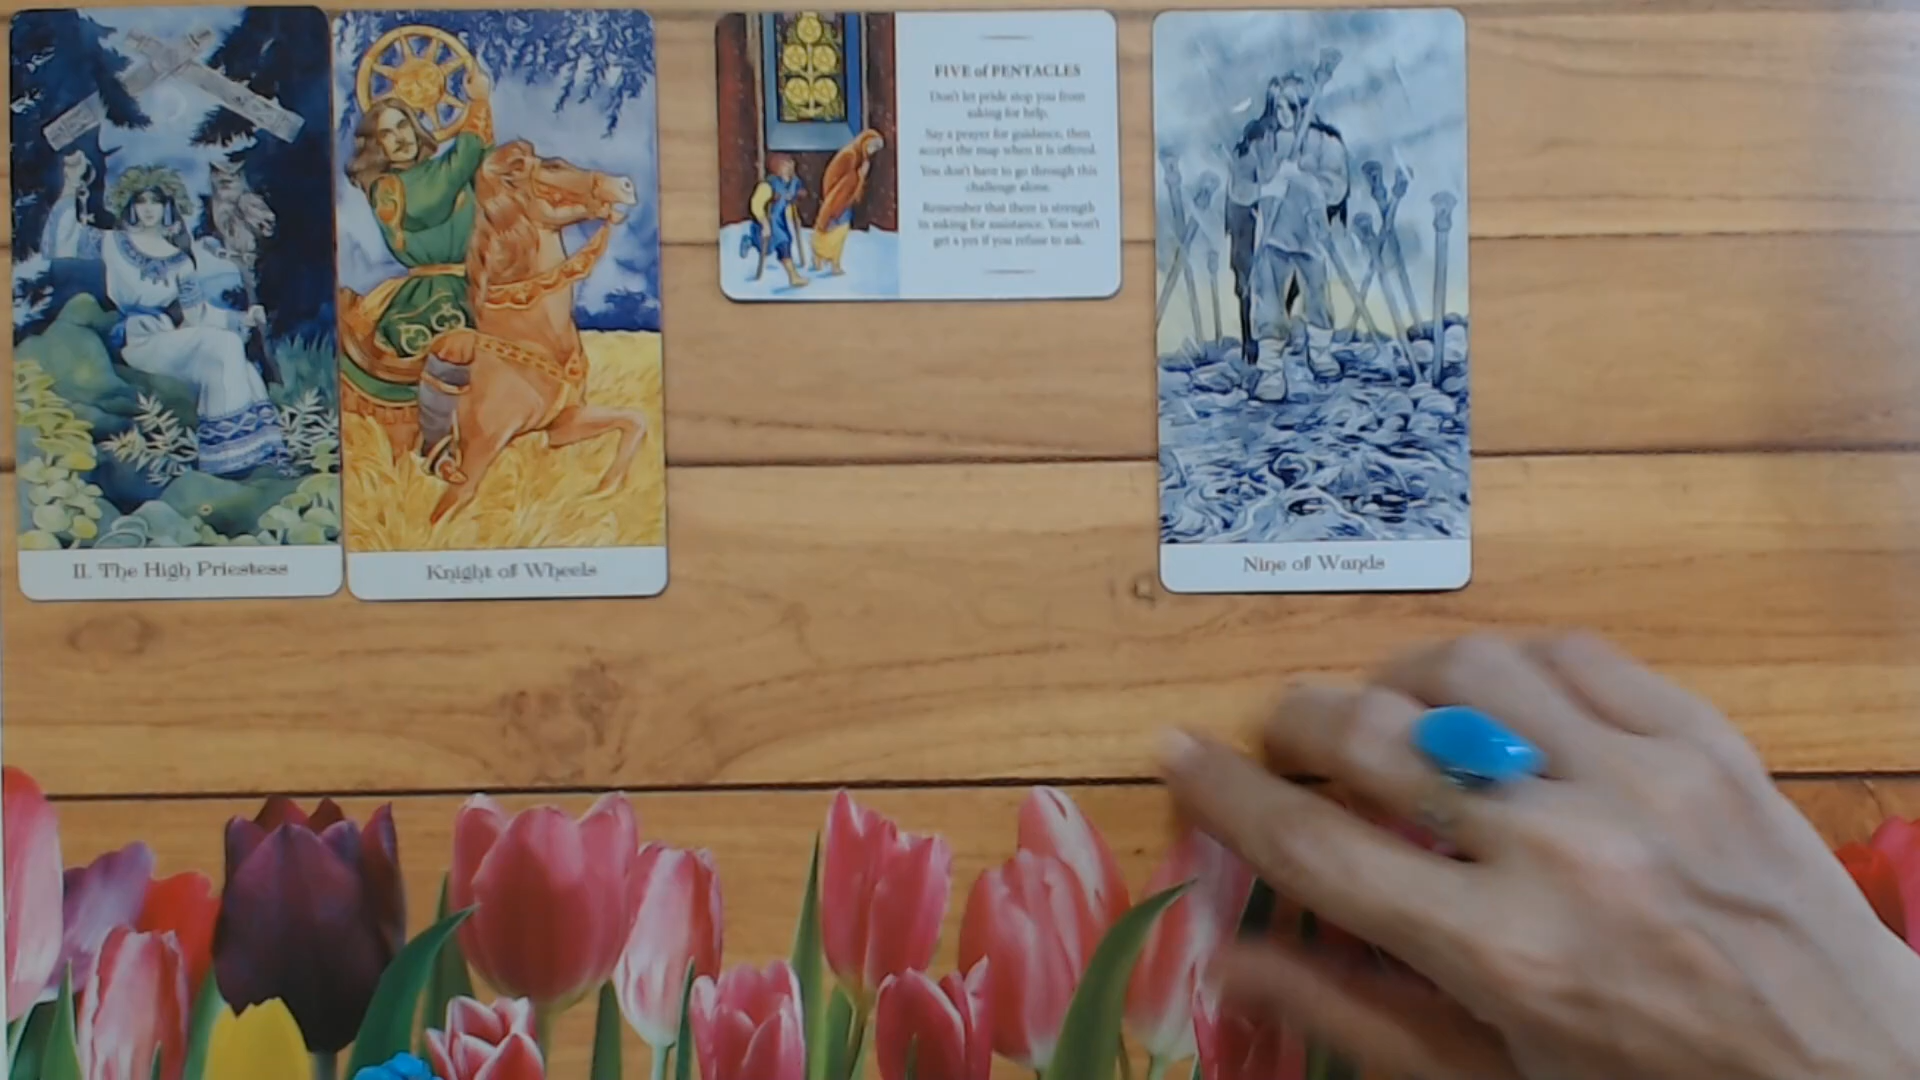 II. The High Priestess
Knight of Wheels
FIVE of PENTACLES
Don't let pride stop you from
asking for help.
Say a prayer for guidance, then
accept the map when it is offered.
You don't have to go through this
challenge alone.
Remember that there is strength
in asking for assistance. You won't
get a yes if you refuse to ask.
Nine of Wands